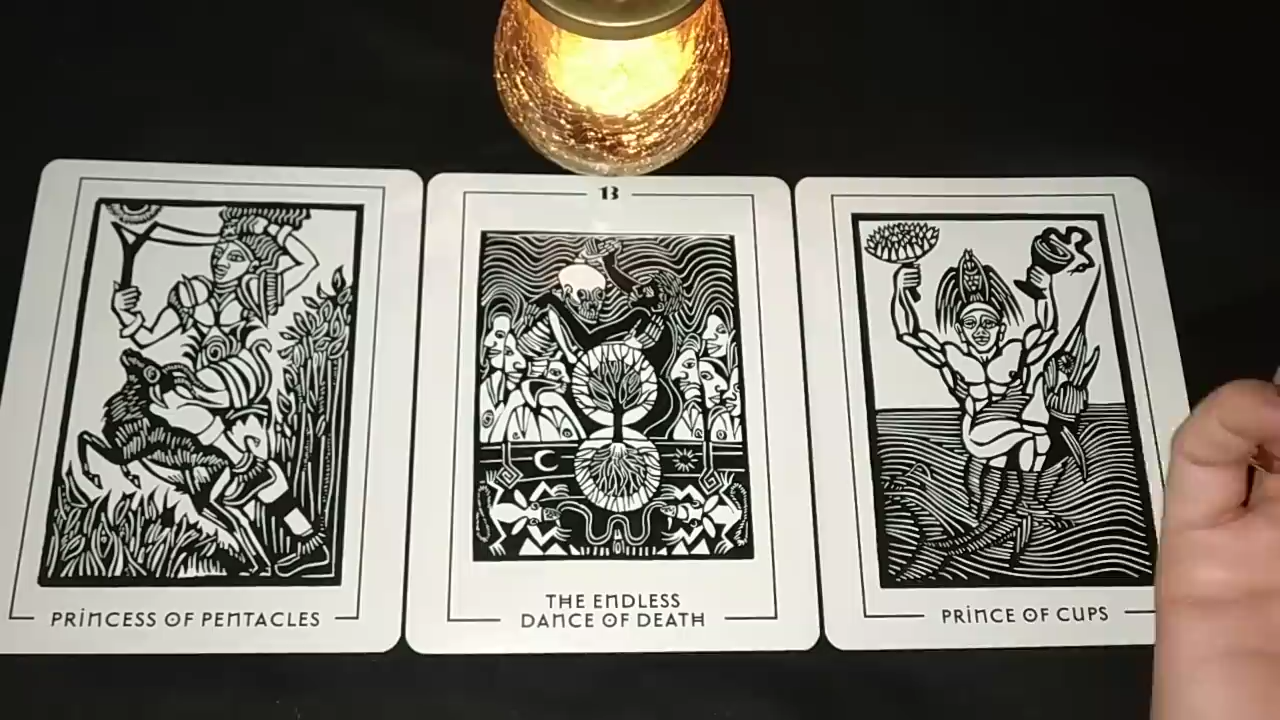 PRINCESS OF PENTACLES
13
THE ENDLESS
DANCE OF DEATH
PRINCE OF CUPS